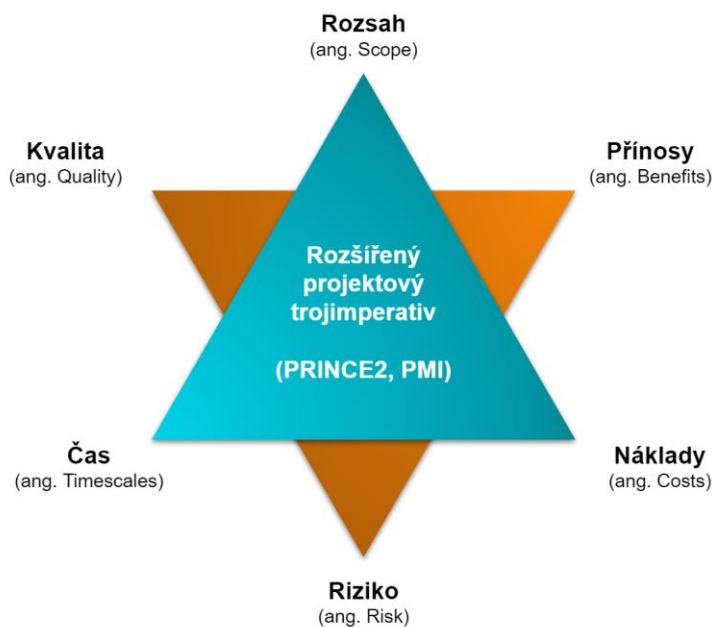 Rozsah
(ang. Scope)
Kvalita
(ang. Quality)
Přínosy
(ang. Benefits)
Rozšířený
projektový
trojimperativ
(PRINCE2, PMI)
Čas
(ang. Timescales)
Náklady
(ang. Costs)
Riziko
(ang. Risk)